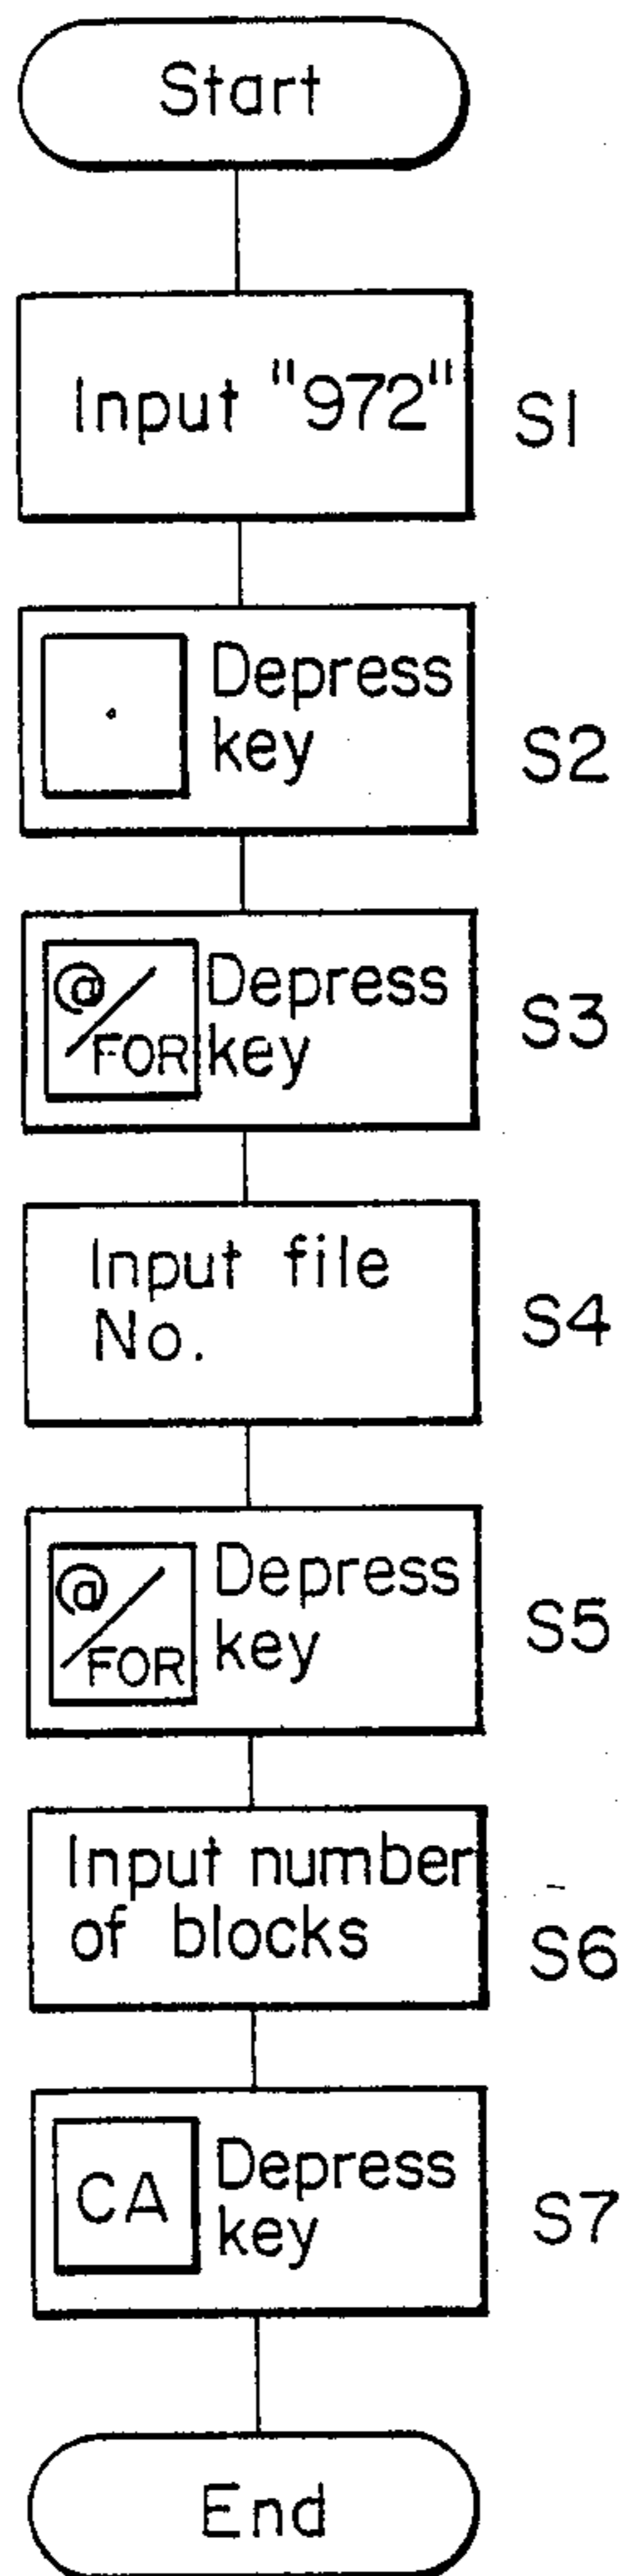 Start
Input "972"
S1
Depress
key
S2
.
@/FOR
Depress
key
S3
Input file
No.
S4
@/FOR
Depress
key
S5
Input number
of blocks
S6
CA
Depress
key
S7
End